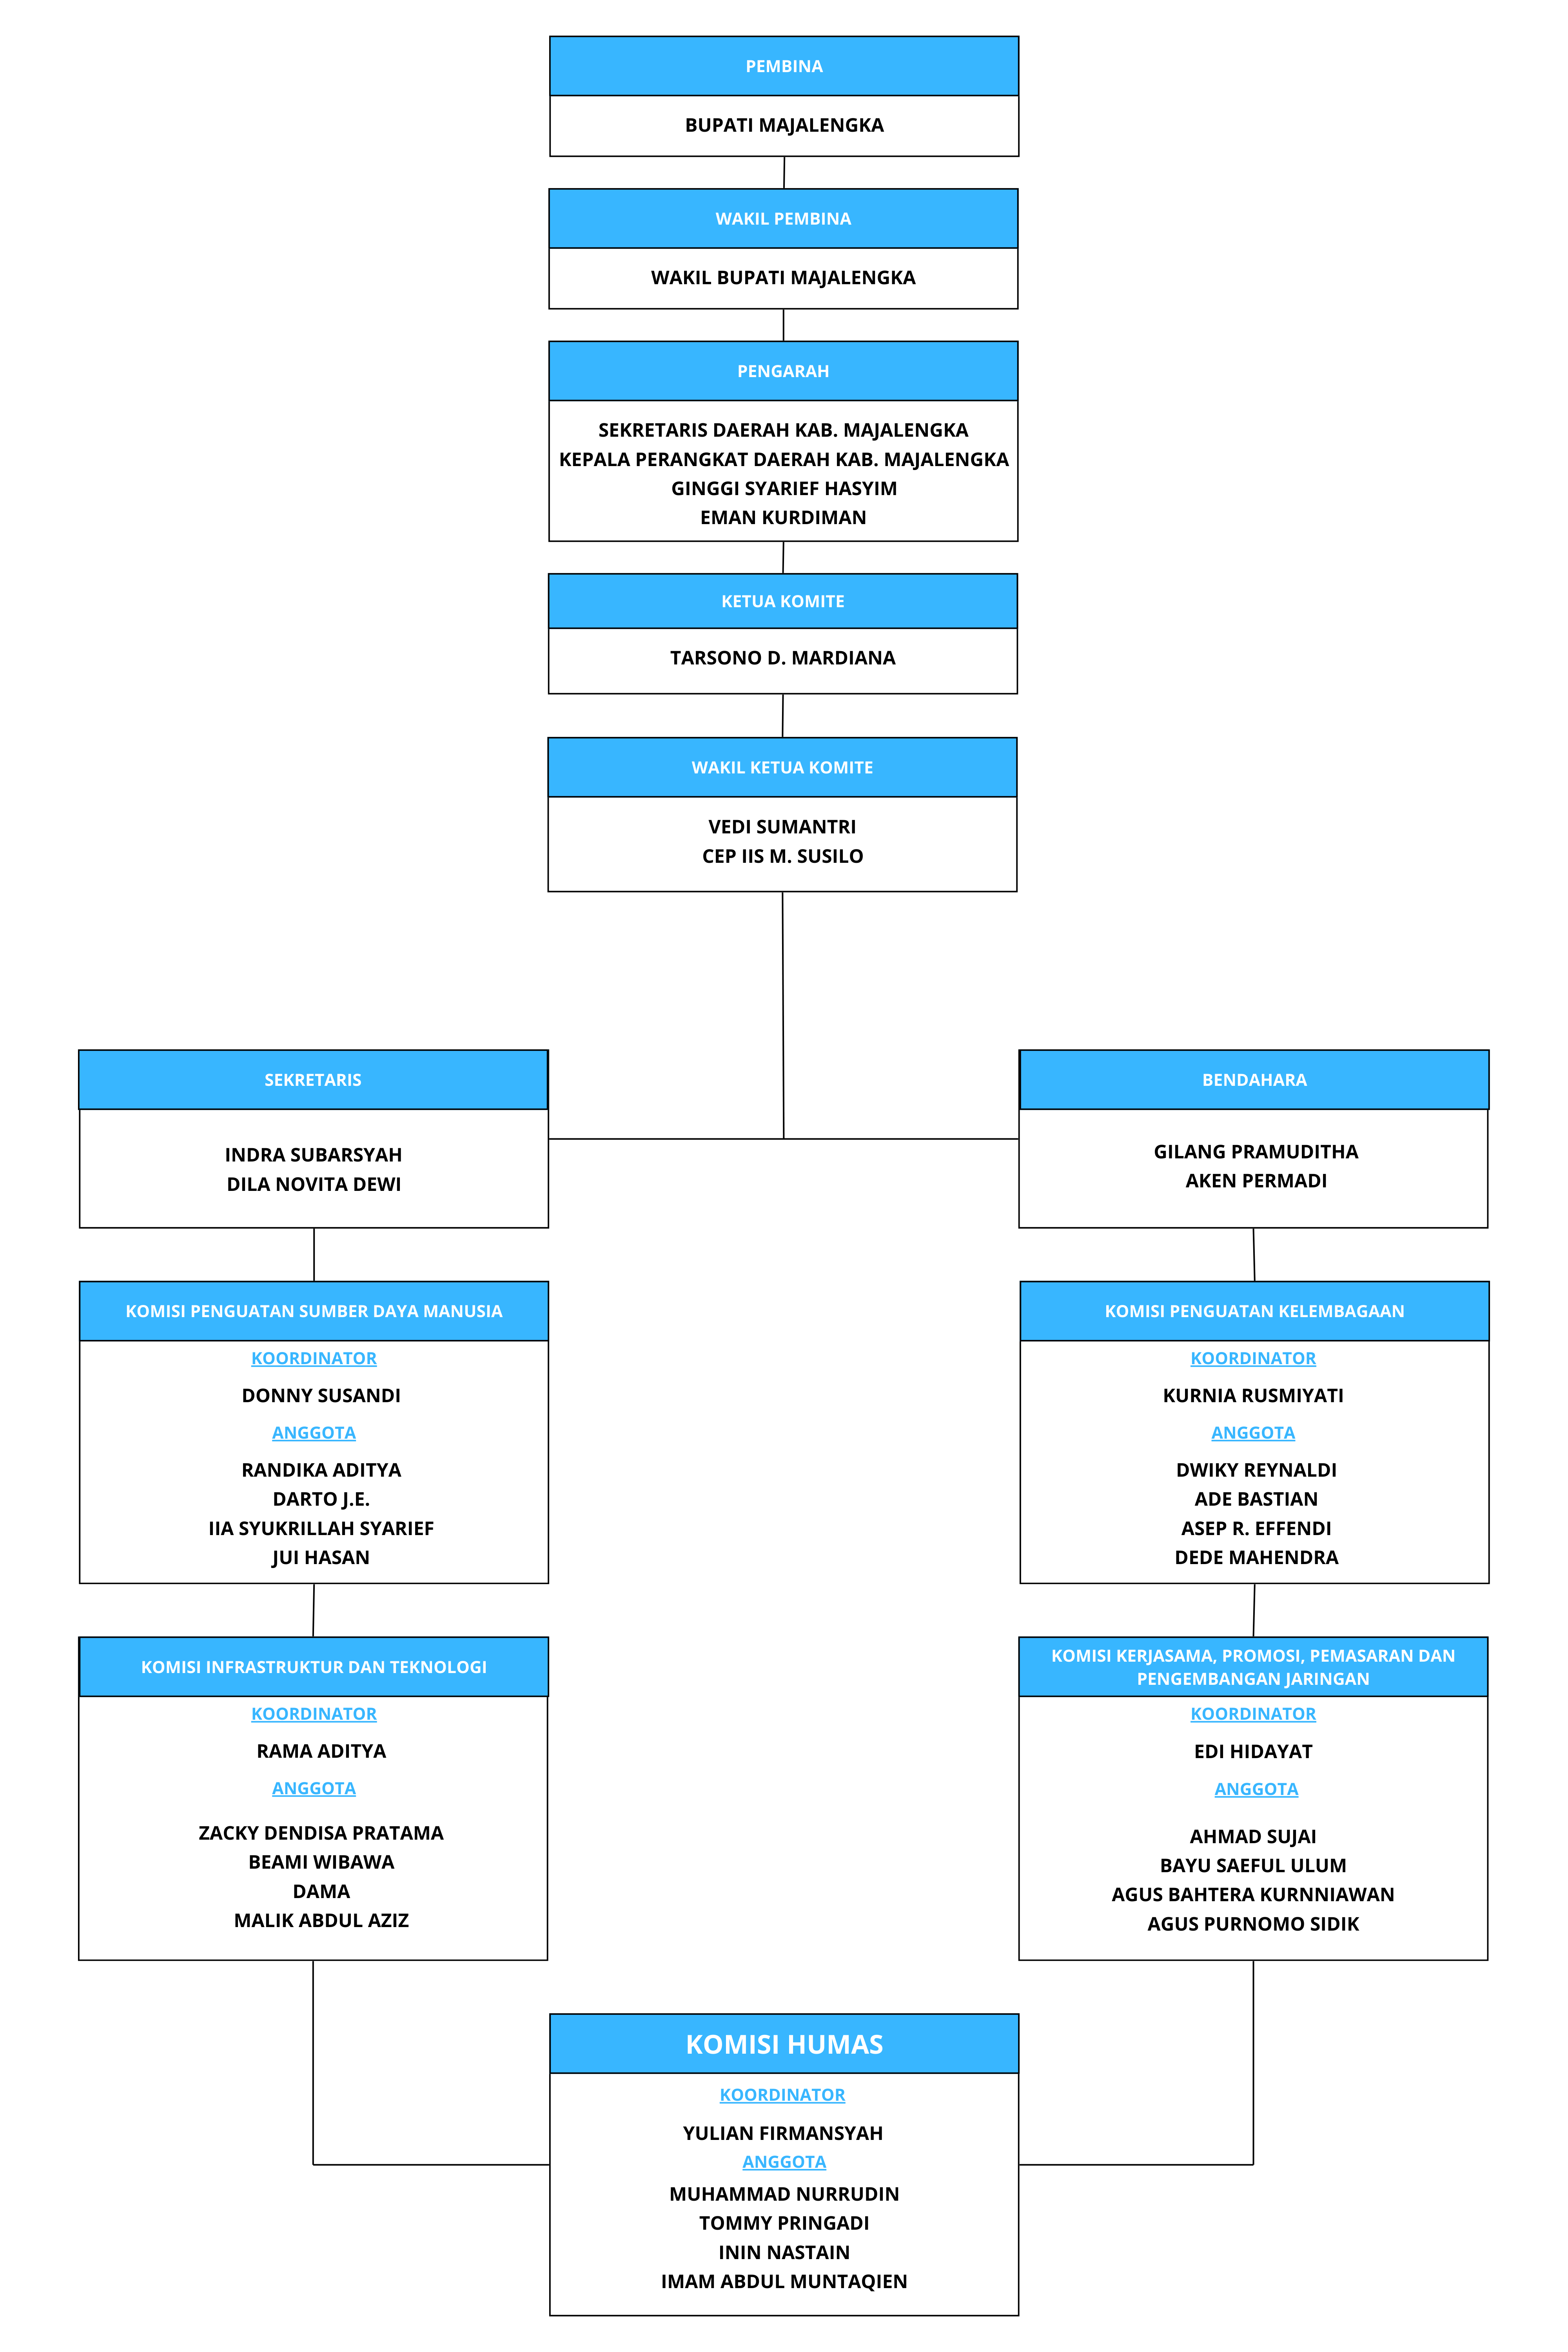 PEMBINA
BUPATI MAJALENGKA
WAKIL PEMBINA
WAKIL BUPATI MAJALENGKA
PENGARAH
SEKRETARIS DAERAH KAB. MAJALENGKA
KEPALA PERANGKAT DAERAH KAB. MAJALENGKA
GINGGI SYARIEF HASYIM
EMAN KURDIMAN
KETUA KOMITE
TARSONO D. MARDIANA
WAKIL KETUA KOMITE
VEDI SUMANTRI
CEP IIS M. SUSILO
SEKRETARIS
INDRA SUBARSYAH
DILA NOVITA DEWI
BENDAHARA
GILANG PRAMUDITHA
AKEN PERMADI
KOMISI PENGUATAN SUMBER DAYA MANUSIA
KOORDINATOR
DONNY SUSANDI
ANGGOTA
RANDIKA ADITYA
DARTO J.E.
IIA SYUKRILLAH SYARIEF
JUI HASAN
KOMISI PENGUATAN KELEMBAGAAN
KOORDINATOR
KURNIA RUSMIYATI
ANGGOTA
DWIKY REYNALDI
ADE BASTIAN
ASEP R. EFFENDI
DEDE MAHENDRA
KOMISI INFRASTRUKTUR DAN TEKNOLOGI
KOORDINATOR
RAMA ADITYA
ANGGOTA
ZACKY DENDISA PRATAMA
BEAMI WIBAWA
DAMA
MALIK ABDUL AZIZ
KOMISI KERJASAMA, PROMOSI, PEMASARAN DAN
PENGEMBANGAN JARINGAN
KOORDINATOR
EDI HIDAYAT
ANGGOTA
AHMAD SUJAI
BAYU SAEFUL ULUM
AGUS BAHTERA KURNNIAWAN
AGUS PURNOMO SIDIK
KOMISI HUMAS
KOORDINATOR
YULIAN FIRMANSYAH
ANGGOTA
MUHAMMAD NURRUDIN
TOMMY PRINGADI
ININ NASTAIN
IMAM ABDUL MUNTAQIEN